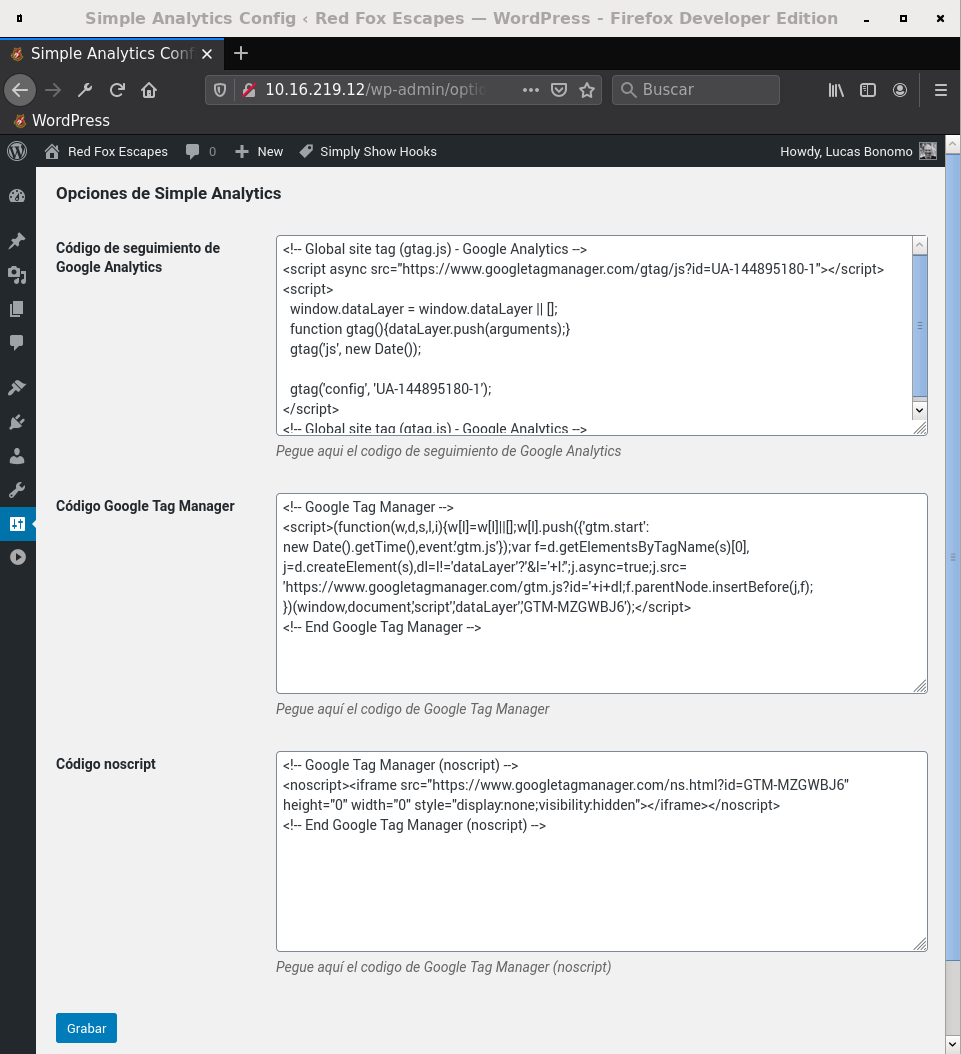 Simple Analytics Config ‹ Red Fox Escapes — WordPress - Firefox Developer Edition
Simple Analytics Conf
10.16.219.12/wp-admin/optio
Buscar
WordPress
Red Fox Escapes
0
New
Simply Show Hooks
Howdy, Lucas Bonomo
Opciones de Simple Analytics
Código de seguimiento de
Google Analytics
<!-- Global site tag (gtag.js) - Google Analytics -->
<script async src="https://www.googletagmanager.com/gtag/js?id=UA-144895180-1"></script>
<script>
window.dataLayer = window.dataLayer || [];
function gtag(){dataLayer.push(arguments);}
gtag('js', new Date());
gtag('config', 'UA-144895180-1');
</script>
<!-- Global site tag (gtag.js) - Google Analytics -->
Pegue aqui el codigo de seguimiento de Google Analytics
Código Google Tag Manager
<!-- Google Tag Manager -->
<script>(function(w,d,s,l,i){w[l]=w[l]||[];w[l].push({'gtm.start':
new Date().getTime(),event:'gtm.js'});var f=d.getElementsByTagName(s)[0],
j=d.createElement(s),dl=l!='dataLayer'?'&l='+l:'';j.async=true;j.src=
'https://www.googletagmanager.com/gtm.js?id='+i+dl;f.parentNode.insertBefore(j,f);
})(window,document,'script','dataLayer','GTM-MZGWBJ6');</script>
<!-- End Google Tag Manager -->
Pegue aquí el codigo de Google Tag Manager
Código noscript
<!-- Google Tag Manager (noscript) -->
<noscript><iframe src="https://www.googletagmanager.com/ns.html?id=GTM-MZGWBJ6"
height="0" width="0" style="display:none;visibility:hidden"></iframe></noscript>
<!-- End Google Tag Manager (noscript) -->
Pegue aquí el codigo de Google Tag Manager (noscript)
Grabar